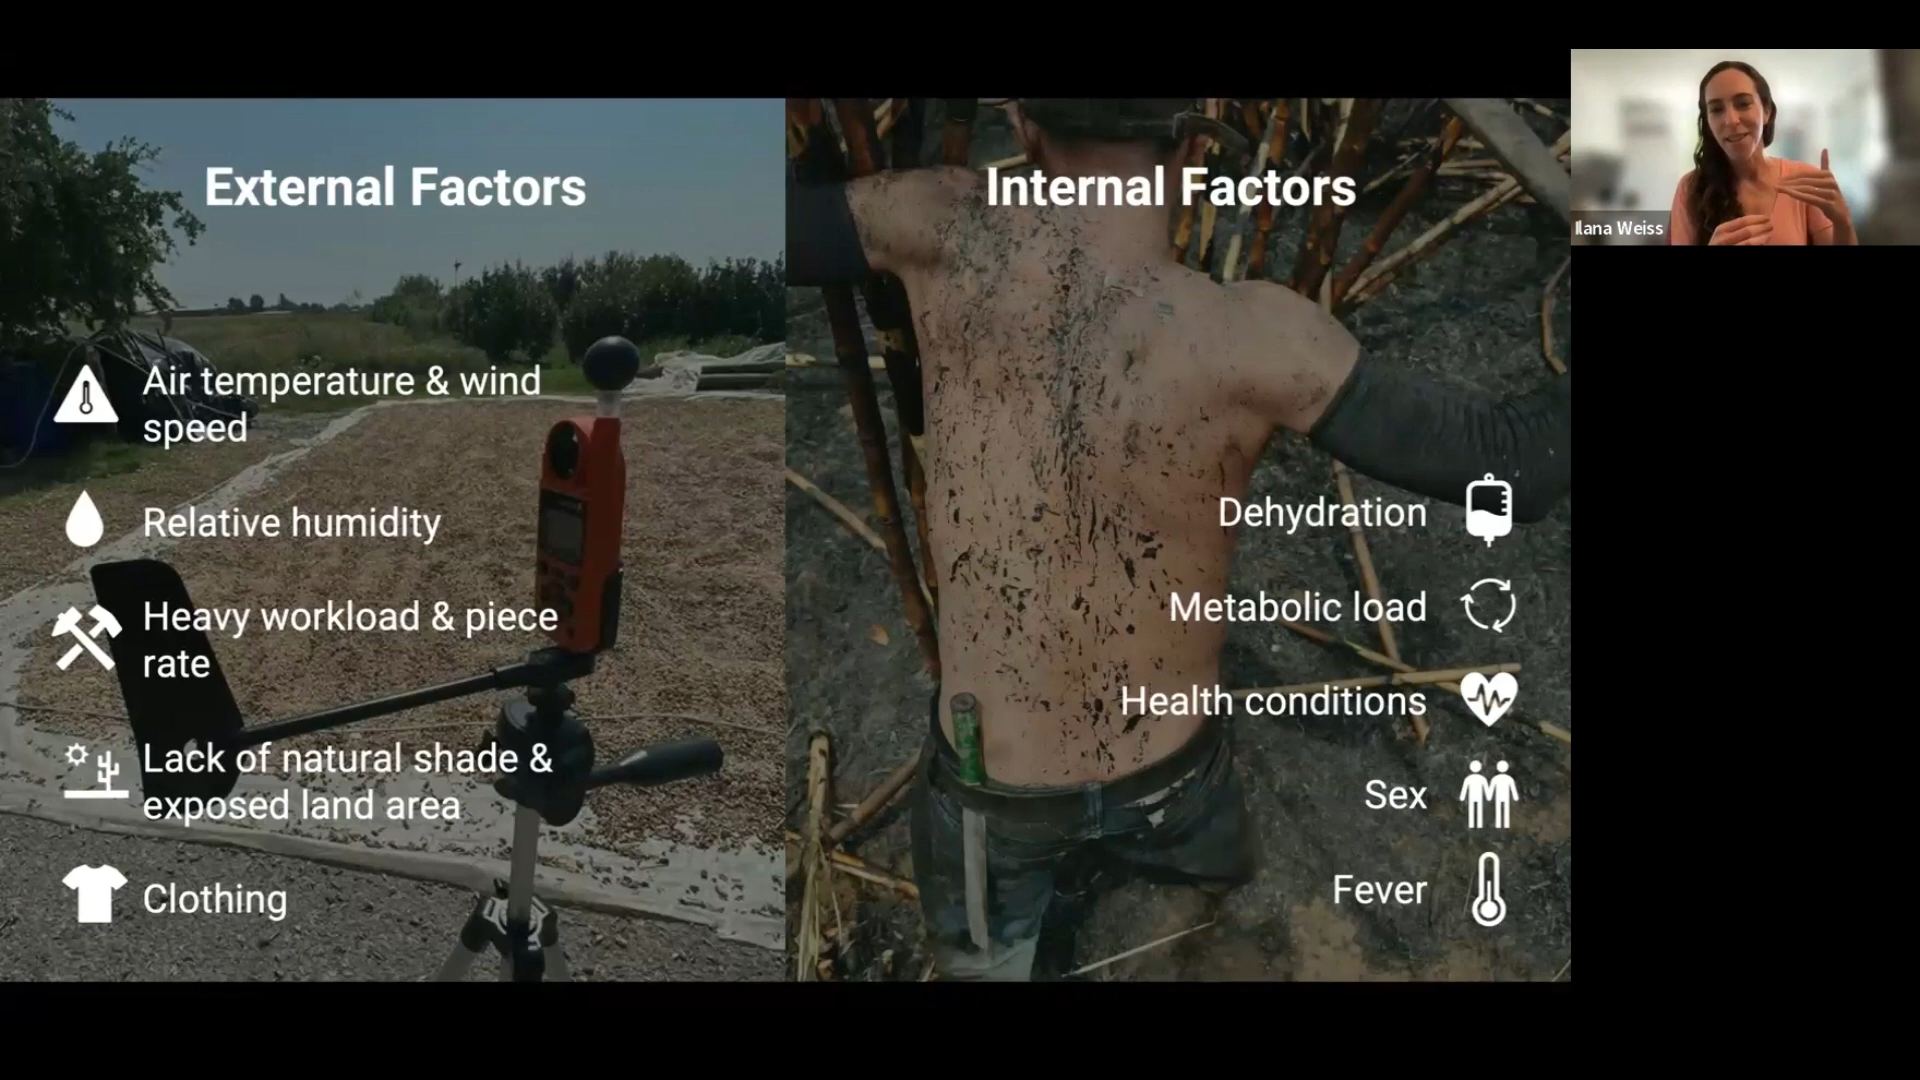 External Factors
Air temperature & wind
speed
Relative humidity
Heavy workload & piece
rate
Lack of natural shade &
exposed land area
Clothing
Internal Factors
Dehydration
Metabolic load
Health conditions
Sex
Fever
Ilana Weiss